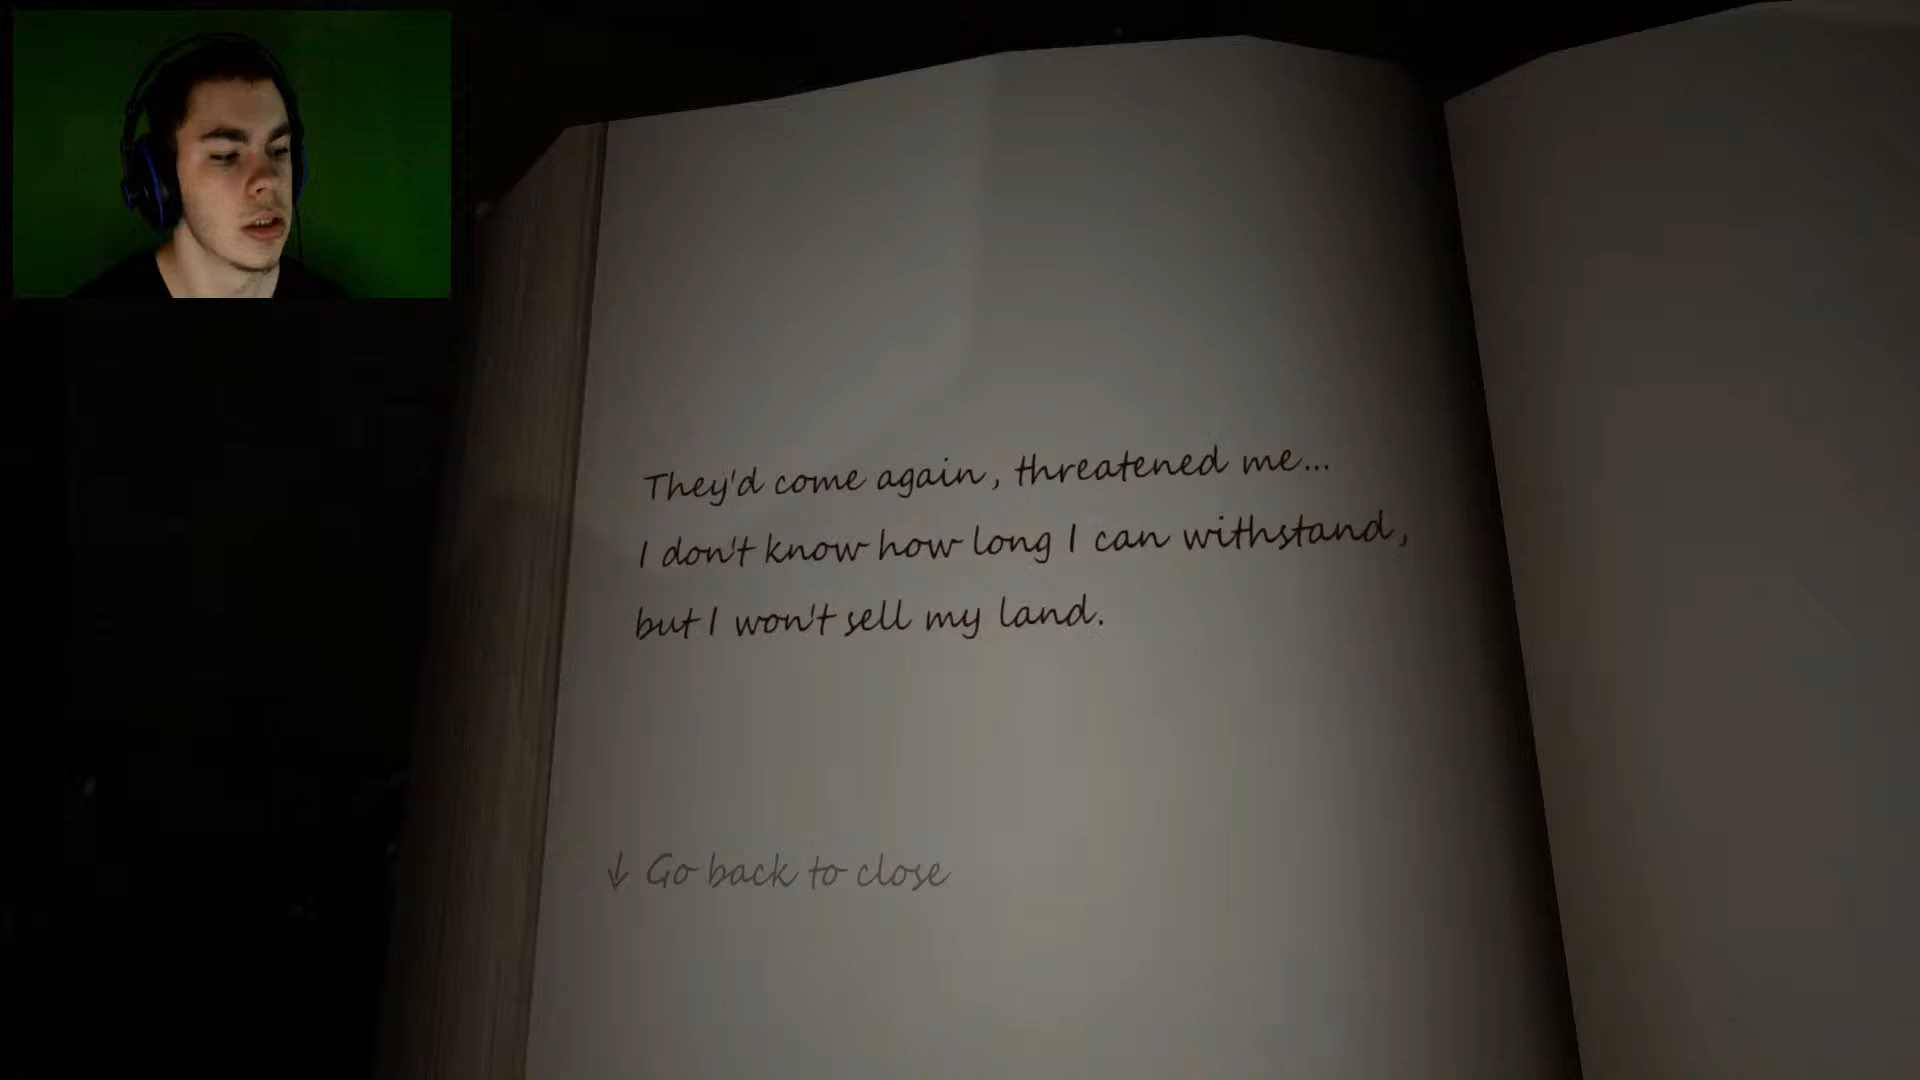 They'd come again, threatened me...
I don't know how long I can withstand,
but I won't sell my land.
↓ Go back to close